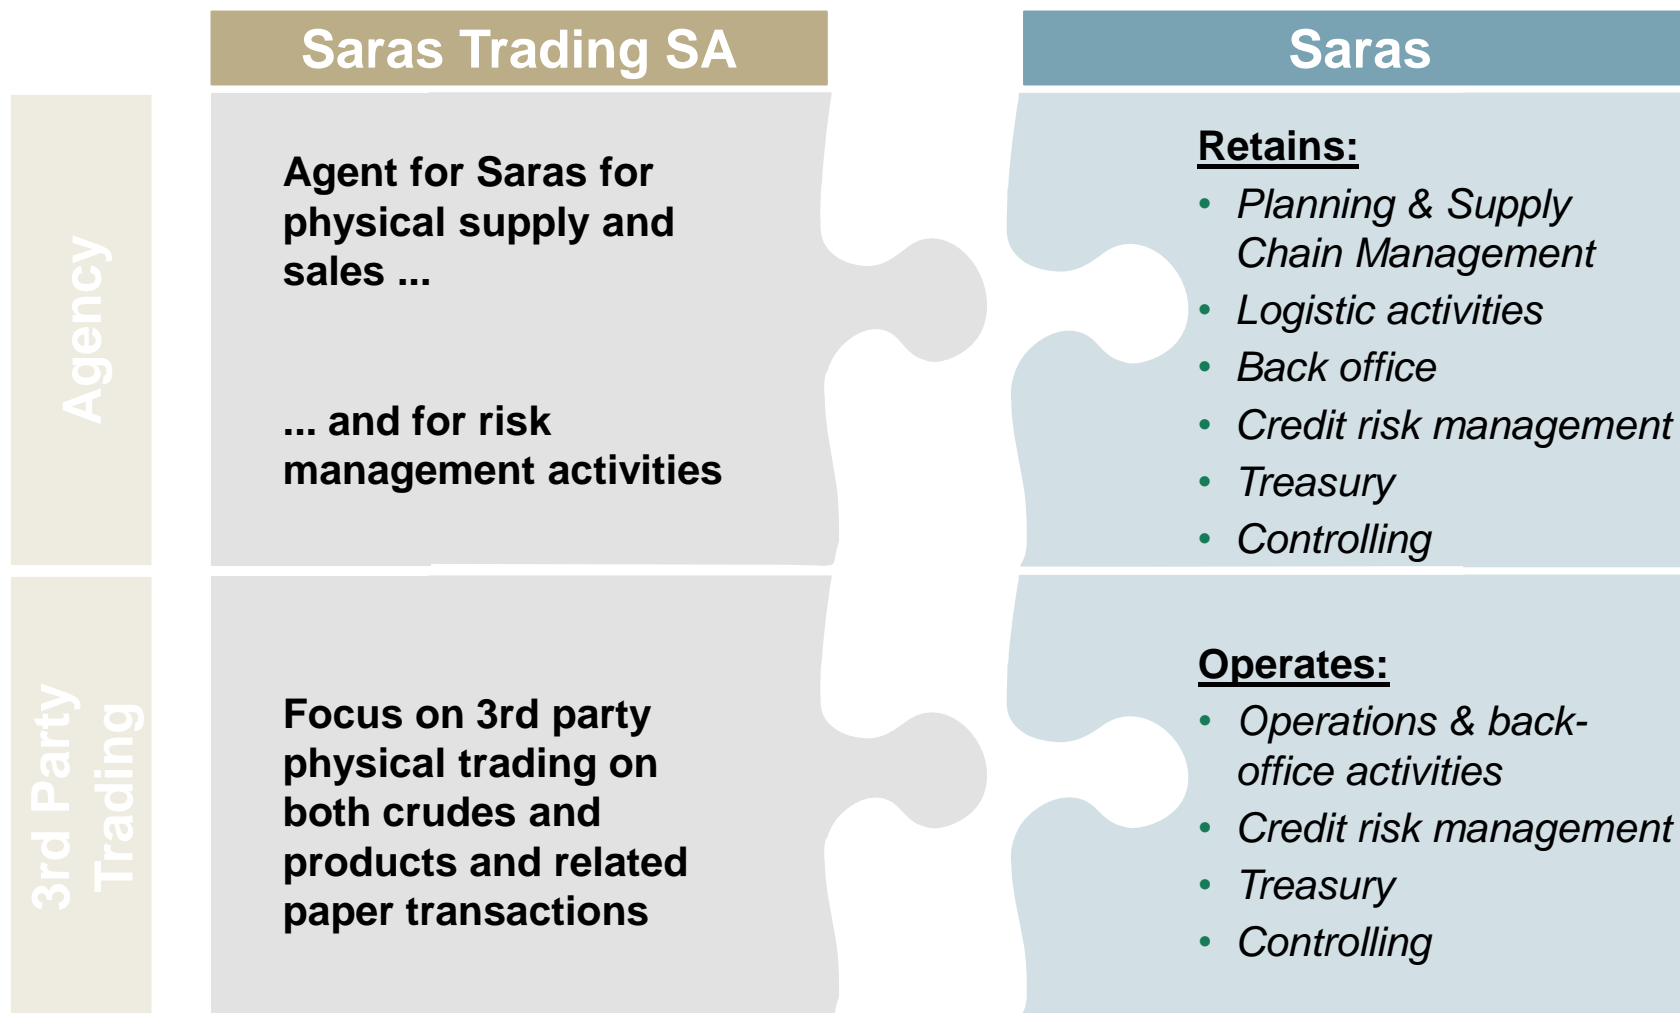 Saras Trading SA
Saras
Agency
Agent for Saras for
physical supply and
sales ...
... and for risk
management activities
Retains:
• Planning & Supply
Chain Management
• Logistic activities
• Back office
• Credit risk management
• Treasury
• Controlling
3rd Party
Trading
Focus on 3rd party
physical trading on
both crudes and
products and related
paper transactions
Operates:
• Operations & back-
office activities
• Credit risk management
• Treasury
• Controlling